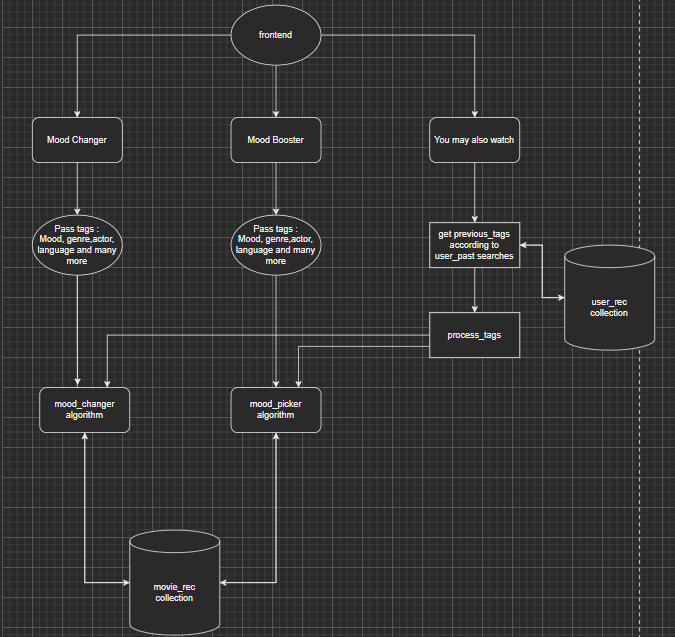 frontend
Mood Changer
Mood Booster
You may also watch
Pass tags :
Mood, genre,actor,
language and many
more
Pass tags :
Mood, genre,actor,
language and many
more
get previous_tags
according to
user_past searches
user_rec
collection
process_tags
mood_changer
algorithm
mood_picker
algorithm
movie_rec
collection